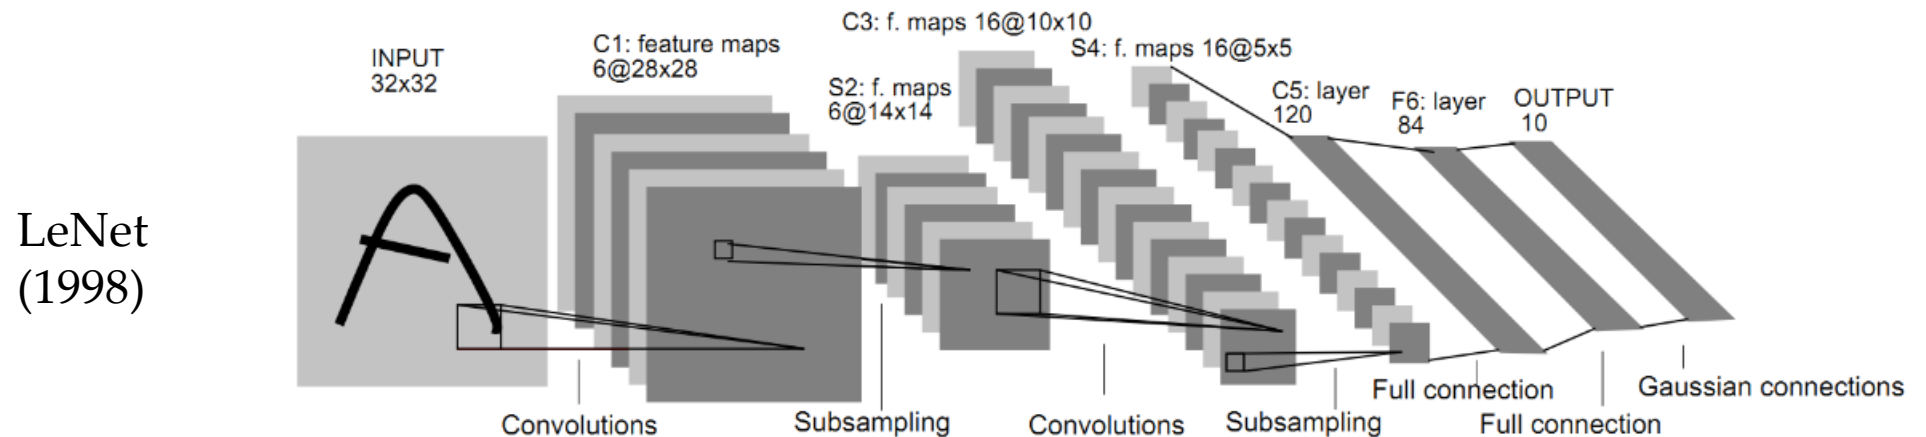 LeNet
(1998)
INPUT
32x32
C1: feature maps
6@28x28
S2: f. maps
6@14x14
C3: f. maps 16@10x10
S4: f. maps 16@5x5
C5: layer
120
F6: layer
84
OUTPUT
10
Convolutions
Subsampling
Convolutions
Subsampling
Full connection
Full connection
Gaussian connections